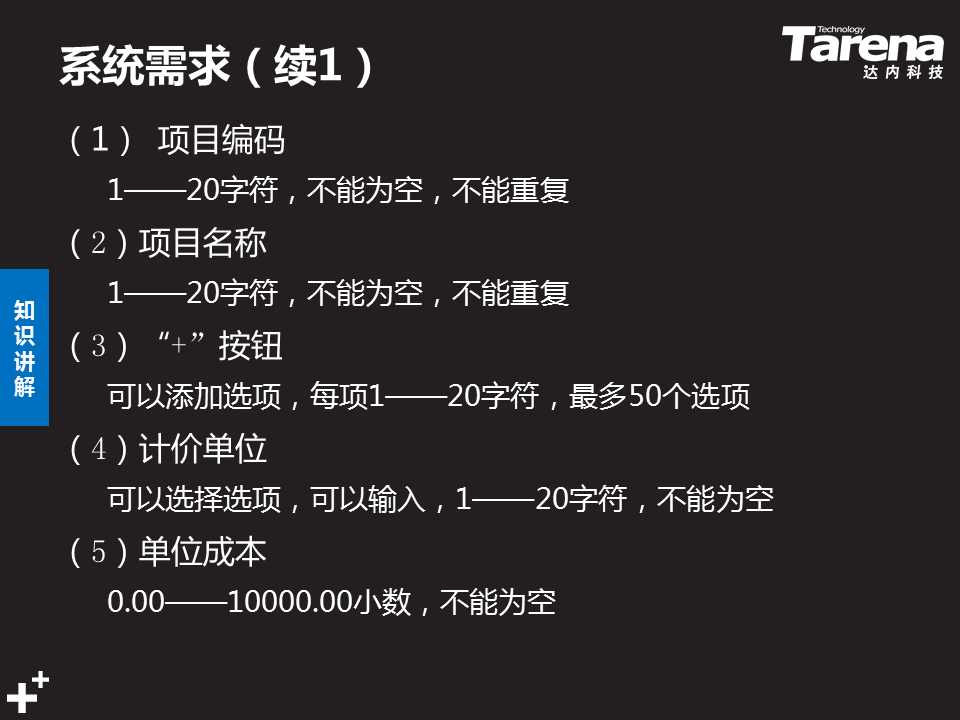 系统需求（续1）
Technology
Tarena
达内科技
（1） 项目编码
1——20字符，不能为空，不能重复
（2）项目名称
1——20字符，不能为空，不能重复
（3）“+”按钮
可以添加选项，每项1——20字符，最多50个选项
（4）计价单位
可以选择选项，可以输入，1——20字符，不能为空
（5）单位成本
0.00——10000.00小数，不能为空
知
识
讲
解